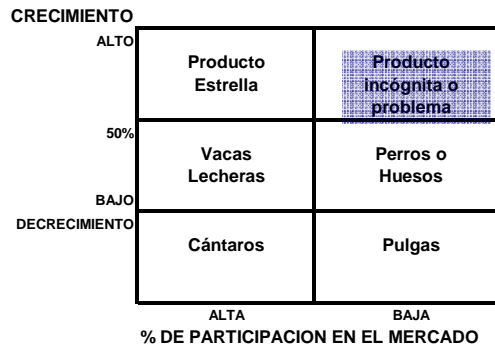 CRECIMIENTO
ALTO
Producto
Estrella
Producto
incógnita o
problema
50%
Vacas
Lecheras
Perros o
Huesos
BAJO
DECRECIMIENTO
Cántaros
Pulgas
ALTA
BAJA
% DE PARTICIPACION EN EL MERCADO